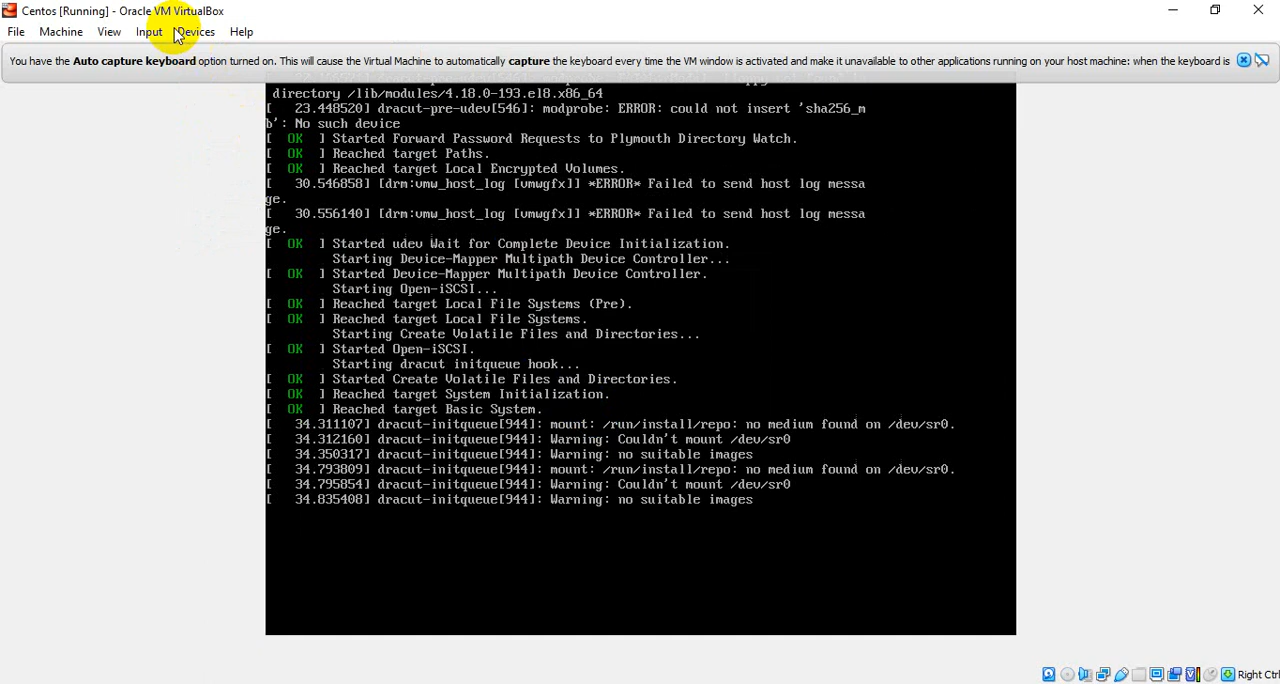 Centos [Running] - Oracle VM VirtualBox
File Machine View Input Devices Help
You have the Auto capture keyboard option turned on. This will cause the Virtual Machine to automatically capture the keyboard every time the VM window is activated and make it unavailable to other applications running on your host machine: when the keyboard is
directory /lib/modules/4.18.0-193.el8.x86_64
[ 23.448520] dracut-pre-udev[546]: modprobe: ERROR: could not insert 'sha256_m
b': No such device
[ OK ] Started Forward Password Requests to Plymouth Directory Watch.
[ OK ] Reached target Paths.
[ OK ] Reached target Local Encrypted Volumes.
[ 30.546858] [drm:vmw_host_log [vmwgfx]] *ERROR* Failed to send host log messa
ge.
[ 30.556140] [drm:vmw_host_log [vmwgfx]] *ERROR* Failed to send host log messa
ge.
[ OK ] Started udev Wait for Complete Device Initialization.
Starting Device-Mapper Multipath Device Controller...
[ OK ] Started Device-Mapper Multipath Device Controller.
Starting Open-iSCSI...
[ OK ] Reached target Local File Systems (Pre).
[ OK ] Reached target Local File Systems.
Starting Create Volatile Files and Directories...
[ OK ] Started Open-iSCSI.
Starting dracut initqueue hook...
[ OK ] Started Create Volatile Files and Directories.
[ OK ] Reached target System Initialization.
[ OK ] Reached target Basic System.
[ 34.311107] dracut-initqueue[944]: mount: /run/install/repo: no medium found on /dev/sr0.
[ 34.312160] dracut-initqueue[944]: Warning: Couldn't mount /dev/sr0
[ 34.350317] dracut-initqueue[944]: Warning: no suitable images
[ 34.793809] dracut-initqueue[944]: mount: /run/install/repo: no medium found on /dev/sr0.
[ 34.795854] dracut-initqueue[944]: Warning: Couldn't mount /dev/sr0
[ 34.835408] dracut-initqueue[944]: Warning: no suitable images
Right Ctrl